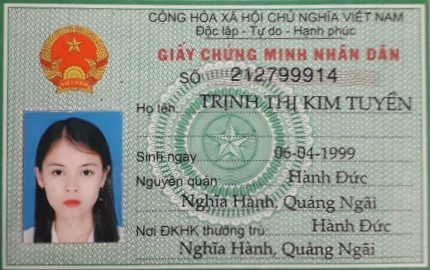 CỘNG HÒA XÃ HỘI CHỦ NGHĨA VIỆT NAM
Độc lập - Tự do - Hạnh phúc
GIẤY CHỨNG MINH NHÂN DÂN
SỐ 212799914
Họ tên: TRỊNH THỊ KIM TUYỀN
Sinh ngày 06-04-1999
Nguyên quán: Hành Đức
Nghĩa Hành, Quảng Ngãi
Nơi ĐKHK thường trú: Hành Đức
Nghĩa Hành, Quảng Ngãi